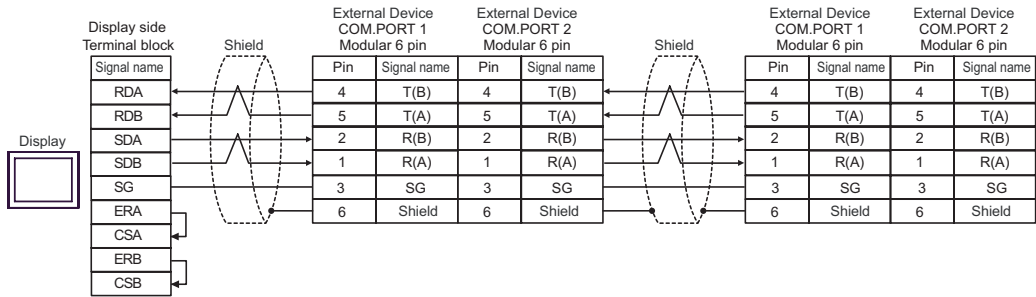 External Device External Device External Device External Device
Display side COM.PORT 1 COM.PORT 2 COM.PORT 1 COM.PORT 2
Terminal block Shield Modular 6 pin Modular 6 pin Shield Modular 6 pin Modular 6 pin
Signal name Pin Signal name Pin Signal name Pin Signal name Pin Signal name
RDA 4 T(B) 4 T(B) 4 T(B) 4 T(B)
RDB 5 T(A) 5 T(A) 5 T(A) 5 T(A)
Display SDA 2 R(B) 2 R(B) 2 R(B) 2 R(B)
SDB 1 R(A) 1 R(A) 1 R(A) 1 R(A)
SG 3 SG 3 SG 3 SG 3 SG
ERA 6 Shield 6 Shield 6 Shield 6 Shield
CSA
ERB
CSB